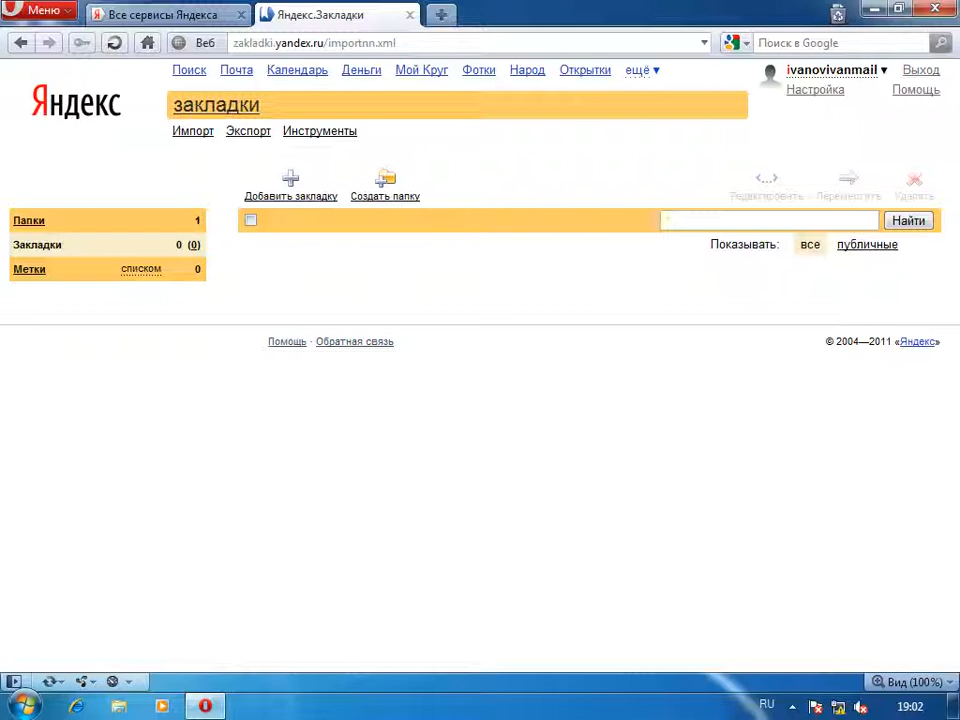 Меню
Все сервисы Яндекса
Яндекс.Закладки
Веб
zakladki.yandex.ru/importnn.xml
Поиск в Google
Поиск Почта Календарь Деньги Мой Круг Фотки Народ Открытки ещё ▼
ivanovivanmail ▼ Выход
Настройка Помощь
Яндекс
закладки
Импорт Экспорт Инструменты
Добавить закладку Создать папку
Редактировать Переместить Удалить
Папки 1
Найти
Закладки 0 (0)
Показывать: все публичные
Метки списком 0
Помощь · Обратная связь
© 2004—2011 «Яндекс»
Вид (100%)
RU
19:02